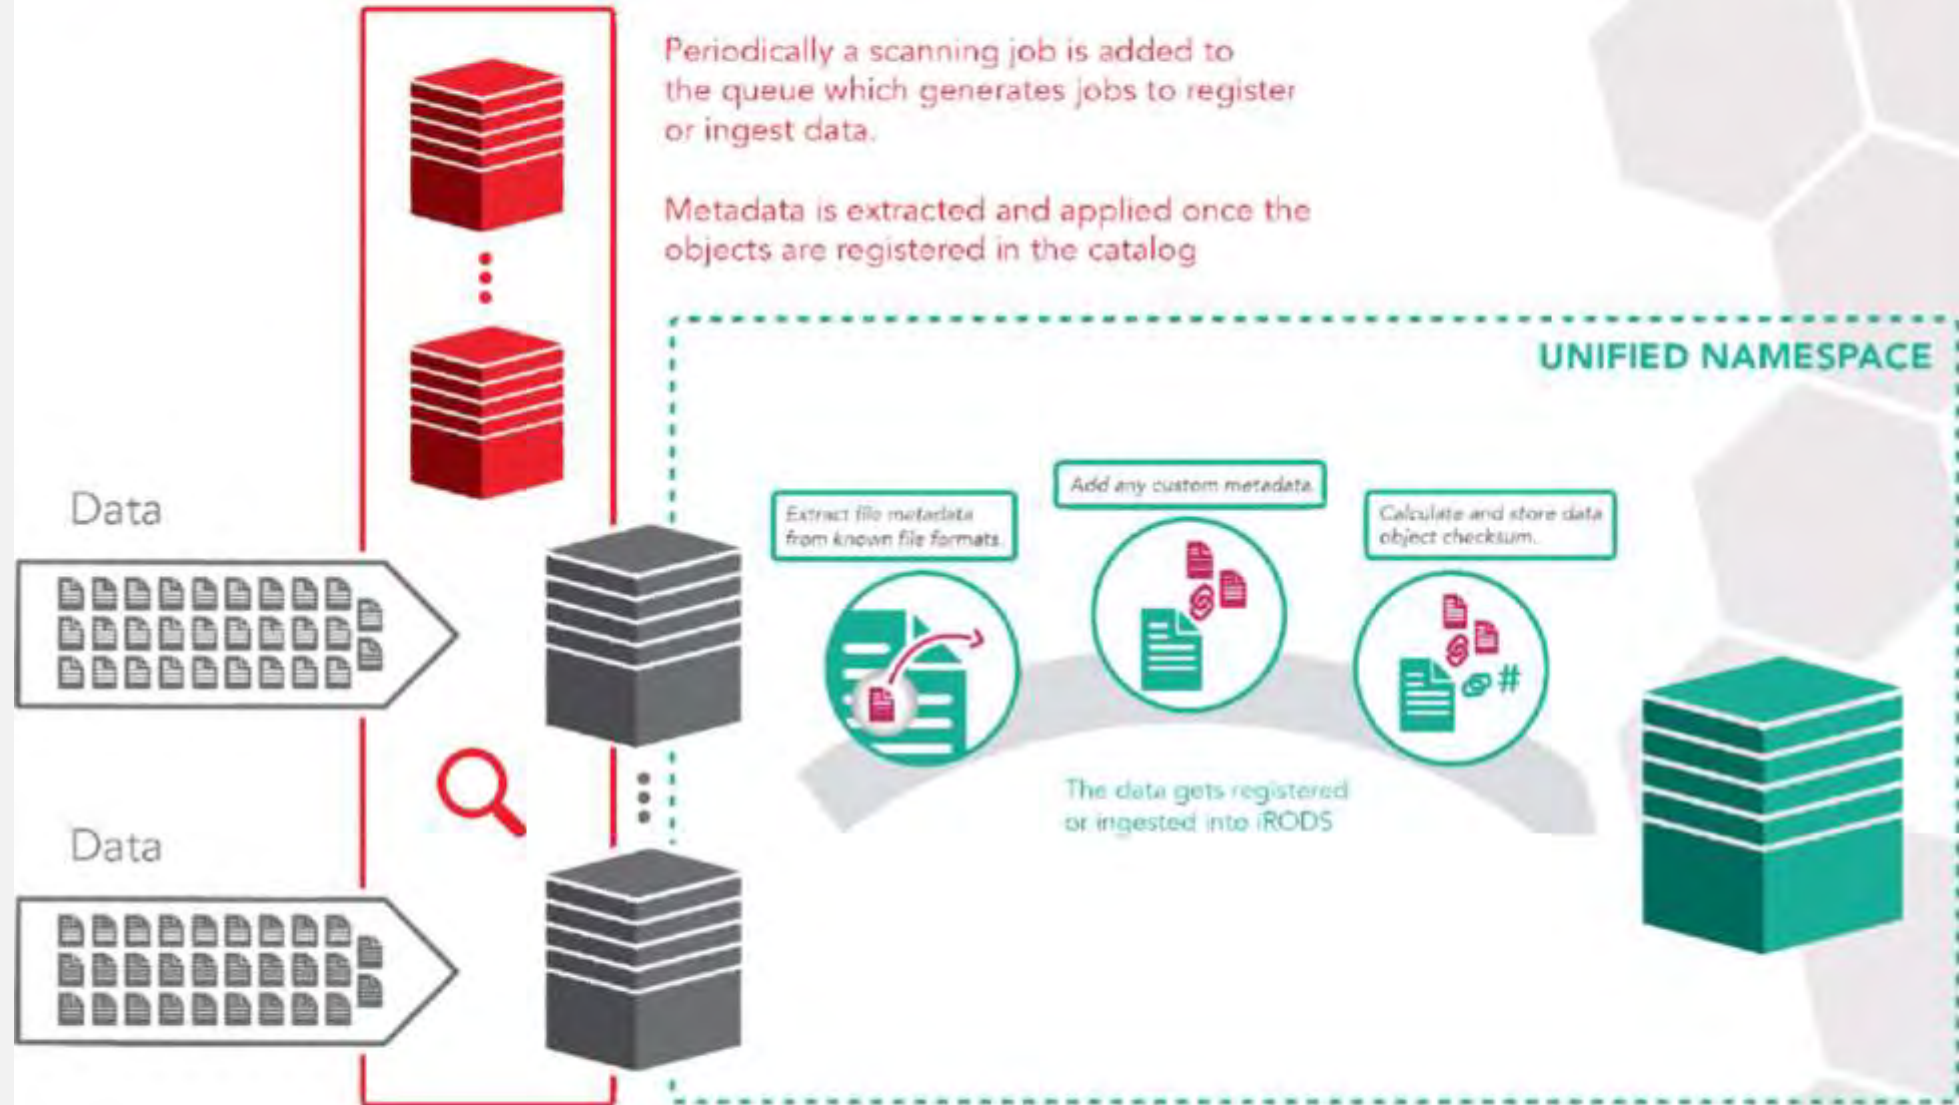 Periodically a scanning job is added to
the queue which generates jobs to register
or ingest data.
Metadata is extracted and applied once the
objects are registered in the catalog
UNIFIED NAMESPACE
Data
Extract file metadata
from known file formats.
Add any custom metadata.
Calculate and store data
object checksum.
#
The data gets registered
or ingested into iRODS
Data